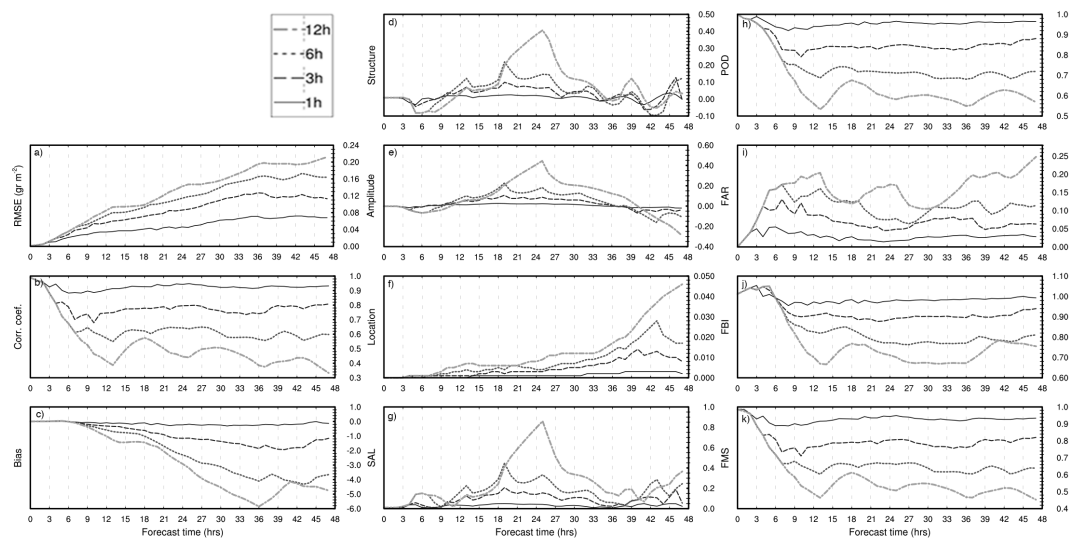 12h
6h
3h
1h
a)
RMSE (gr m-2)
0.24
0.20
0.16
0.12
0.08
0.04
0.00
0 3 6 9 12 15 18 21 24 27 30 33 36 39 42 45 48
b)
Corr. coef.
1.0
0.9
0.8
0.7
0.6
0.5
0.4
0.3
0 3 6 9 12 15 18 21 24 27 30 33 36 39 42 45 48
c)
Bias
1.0
0.0
-1.0
-2.0
-3.0
-4.0
-5.0
-6.0
0 3 6 9 12 15 18 21 24 27 30 33 36 39 42 45 48
Forecast time (hrs)
d)
Structure
0.50
0.40
0.30
0.20
0.10
0.00
-0.10
0 3 6 9 12 15 18 21 24 27 30 33 36 39 42 45 48
e)
Amplitude
0.60
0.40
0.20
0.00
-0.20
-0.40
0 3 6 9 12 15 18 21 24 27 30 33 36 39 42 45 48
f)
Location
0.050
0.040
0.030
0.020
0.010
0.000
0 3 6 9 12 15 18 21 24 27 30 33 36 39 42 45 48
g)
SAL
1.0
0.8
0.6
0.4
0.2
0.0
0 3 6 9 12 15 18 21 24 27 30 33 36 39 42 45 48
Forecast time (hrs)
h)
POD
1.0
0.9
0.8
0.7
0.6
0.5
0 3 6 9 12 15 18 21 24 27 30 33 36 39 42 45 48
i)
FAR
0.25
0.20
0.15
0.10
0.05
0.00
0 3 6 9 12 15 18 21 24 27 30 33 36 39 42 45 48
j)
FBI
1.10
1.00
0.90
0.80
0.70
0.60
0 3 6 9 12 15 18 21 24 27 30 33 36 39 42 45 48
k)
FMS
1.0
0.9
0.8
0.7
0.6
0.5
0.4
0 3 6 9 12 15 18 21 24 27 30 33 36 39 42 45 48
Forecast time (hrs)